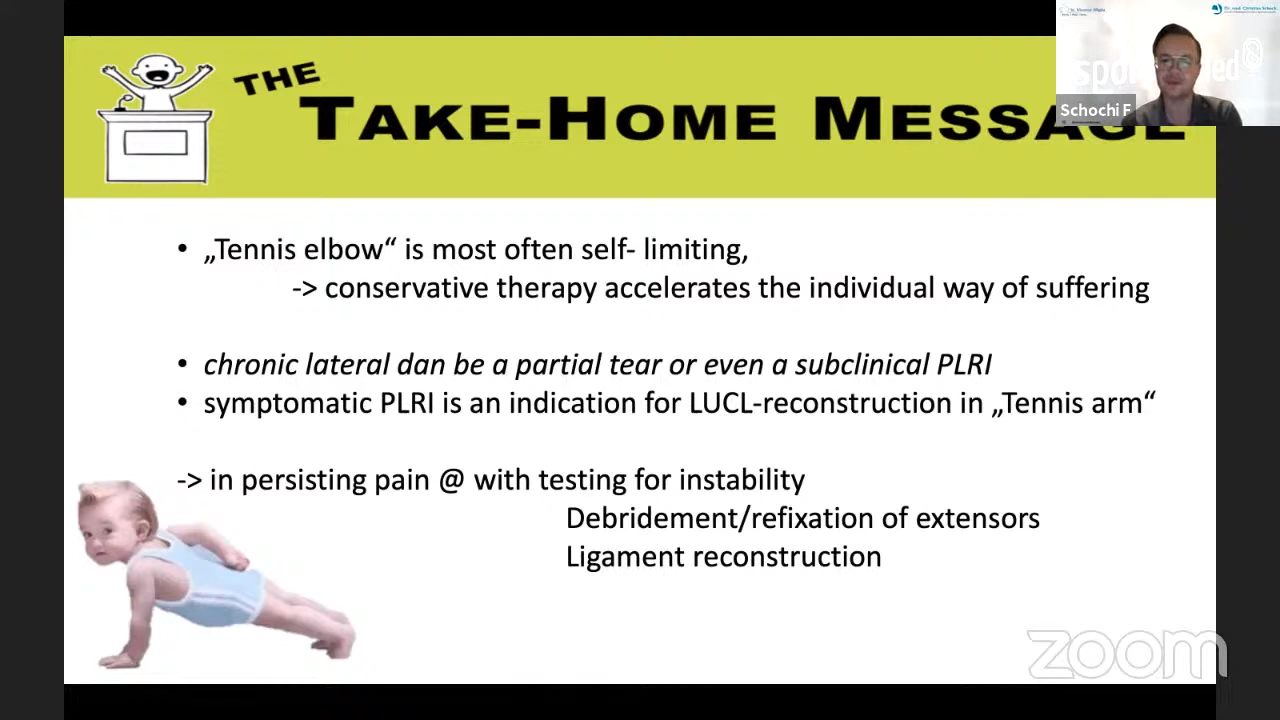 THE
TAKE-HOME MESSAGE
Schochi F
„Tennis elbow“ is most often self- limiting,
-> conservative therapy accelerates the individual way of suffering
chronic lateral dan be a partial tear or even a subclinical PLRI
symptomatic PLRI is an indication for LUCL-reconstruction in „Tennis arm“
-> in persisting pain @ with testing for instability
Debridement/refixation of extensors
Ligament reconstruction
zoom